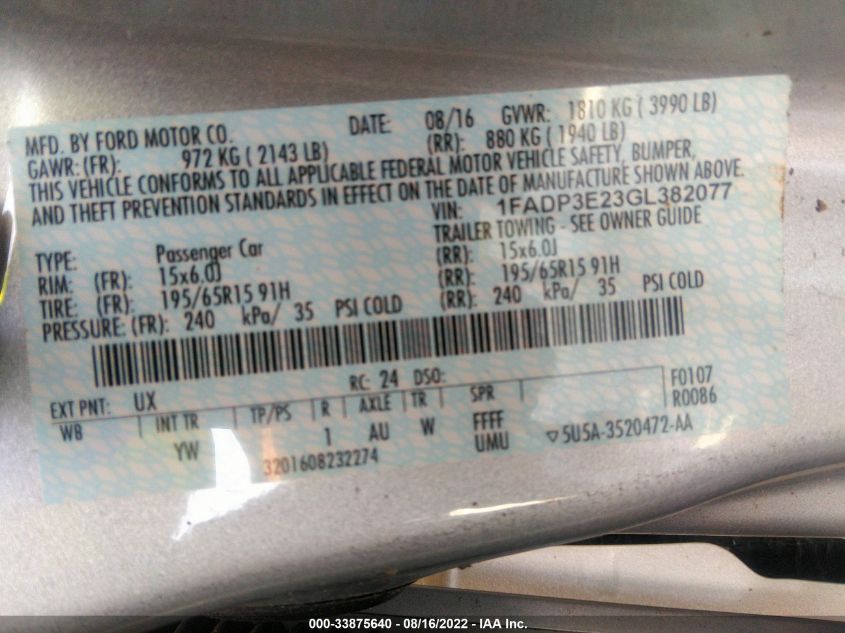 MFD. BY FORD MOTOR CO. DATE: 08/16 GVWR: 1810 KG ( 3990 LB)
GAWR: (FR): 972 KG ( 2143 LB) (RR): 880 KG ( 1940 LB)
THIS VEHICLE CONFORMS TO ALL APPLICABLE FEDERAL MOTOR VEHICLE SAFETY, BUMPER,
AND THEFT PREVENTION STANDARDS IN EFFECT ON THE DATE OF MANUFACTURE SHOWN ABOVE.
VIN: 1FADP3E23GL382077
TYPE: Passenger Car TRAILER TOWING - SEE OWNER GUIDE
RIM: (FR): 15x6.0J (RR): 15x6.0J
TIRE: (FR): 195/65R15 91H (RR): 195/65R15 91H
PRESSURE: (FR): 240 kPa/ 35 PSI COLD (RR): 240 kPa/ 35 PSI COLD
RC: 24 DSO:
EXT PNT: UX F0107
WB INT TR TP/PS R AXLE TR SPR R0086
YW 1 AU W FFFF
UMU
3201608232274 ▽5U5A-3520472-AA
000-33875640 - 08/16/2022 - IAA Inc.